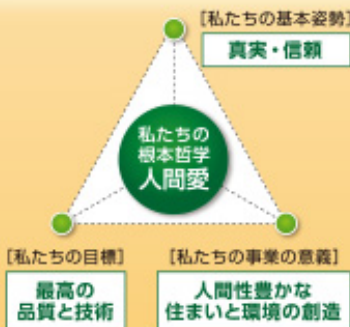 ［私たちの基本姿勢］
真実・信頼
私たちの
根本哲学
人間愛
［私たちの目標］
最高の
品質と技術
［私たちの事業の意義］
人間性豊かな
住まいと環境の創造